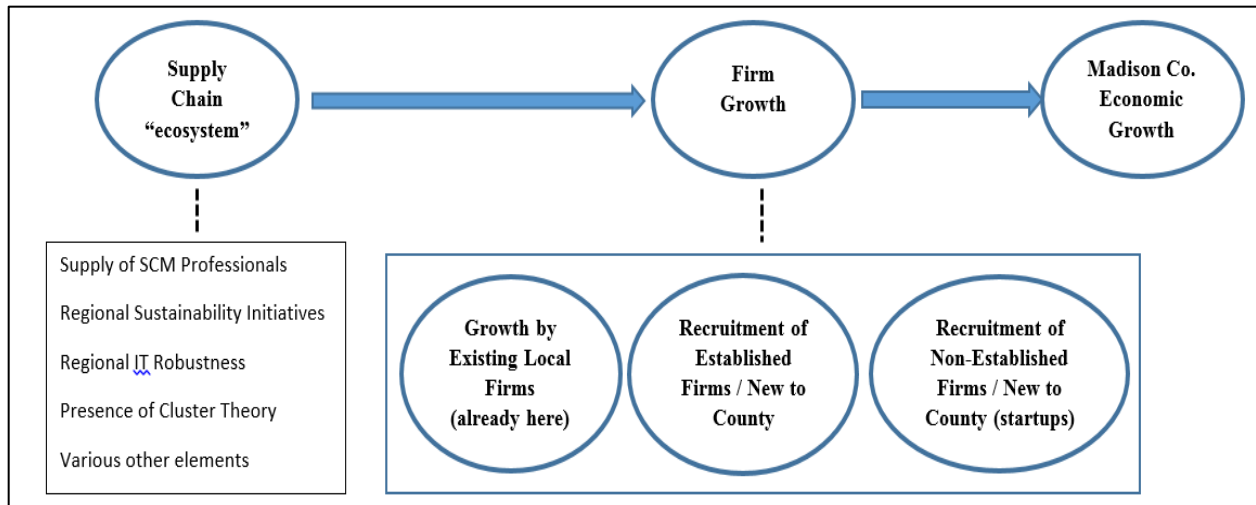 Supply
Chain
“ecosystem”
Firm
Growth
Madison Co.
Economic
Growth
Supply of SCM Professionals
Regional Sustainability Initiatives
Regional IT Robustness
Presence of Cluster Theory
Various other elements
Growth by
Existing Local
Firms
(already here)
Recruitment of
Established
Firms / New to
County
Recruitment of
Non-Established
Firms / New to
County (startups)